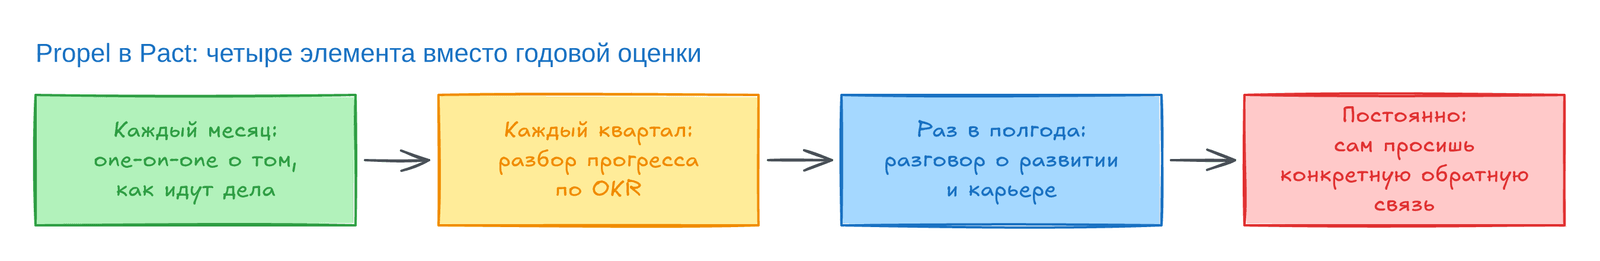 Propel в Pact: четыре элемента вместо годовой оценки
Каждый месяц:
one-on-one о том,
как идут дела
Каждый квартал:
разбор прогресса
по OKR
Раз в полгода:
разговор о развитии
и карьере
Постоянно:
сам просишь
конкретную обратную
связь